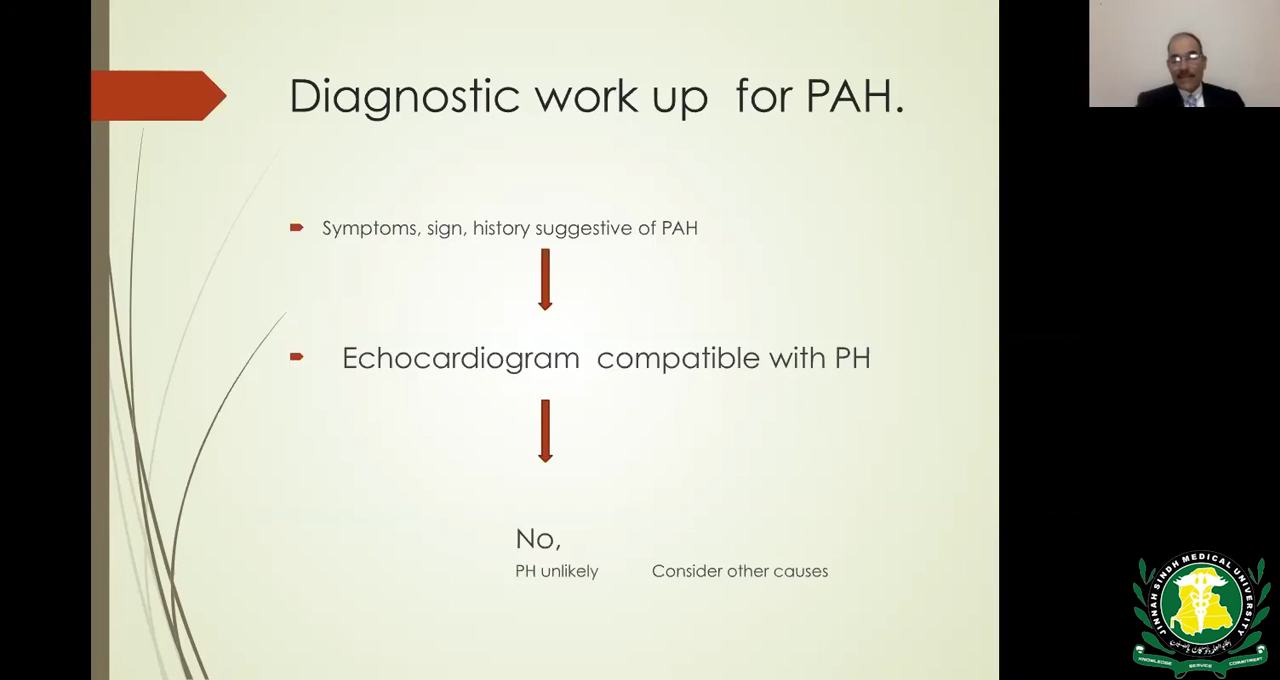 Diagnostic work up for PAH.
Symptoms, sign, history suggestive of PAH
Echocardiogram compatible with PH
No,
PH unlikely Consider other causes
JINNAH SINDH MEDICAL UNIVERSITY
KNOWLEDGE SERVICE COMMITMENT